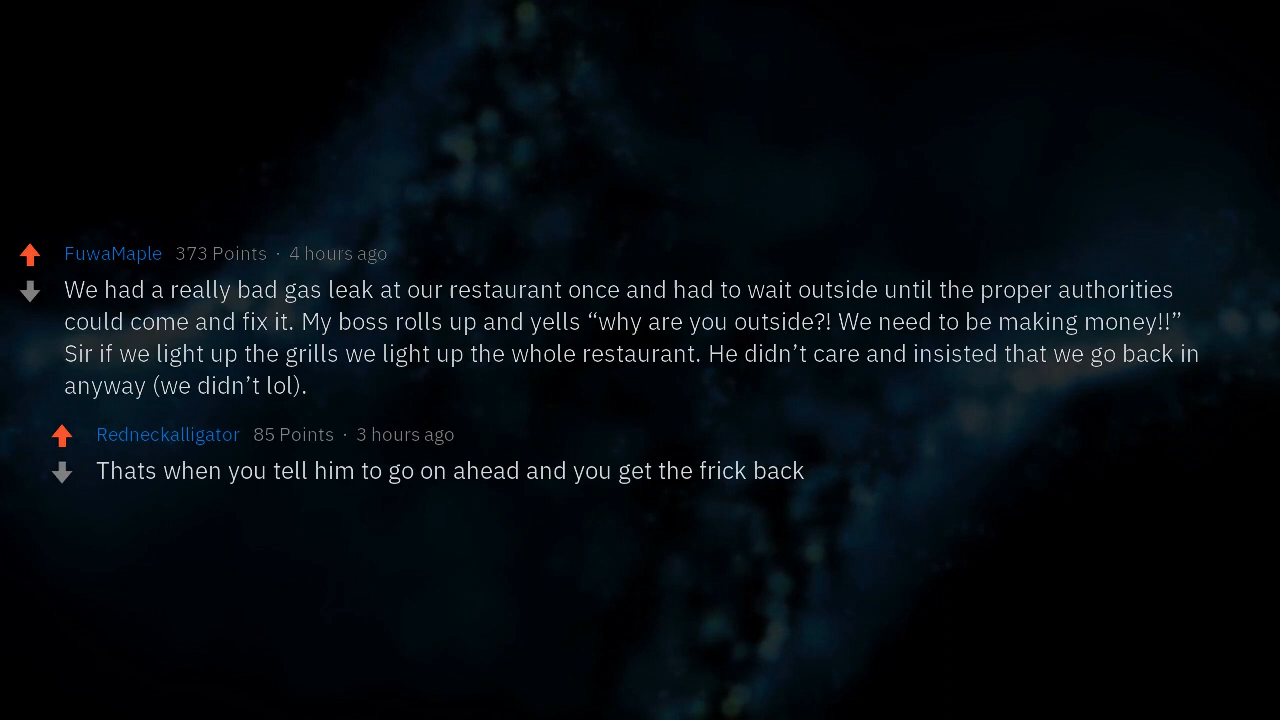 FuwaMaple 373 Points · 4 hours ago
We had a really bad gas leak at our restaurant once and had to wait outside until the proper authorities
could come and fix it. My boss rolls up and yells “why are you outside?! We need to be making money!!”
Sir if we light up the grills we light up the whole restaurant. He didn’t care and insisted that we go back in
anyway (we didn’t lol).
Redneckalligator 85 Points · 3 hours ago
Thats when you tell him to go on ahead and you get the frick back